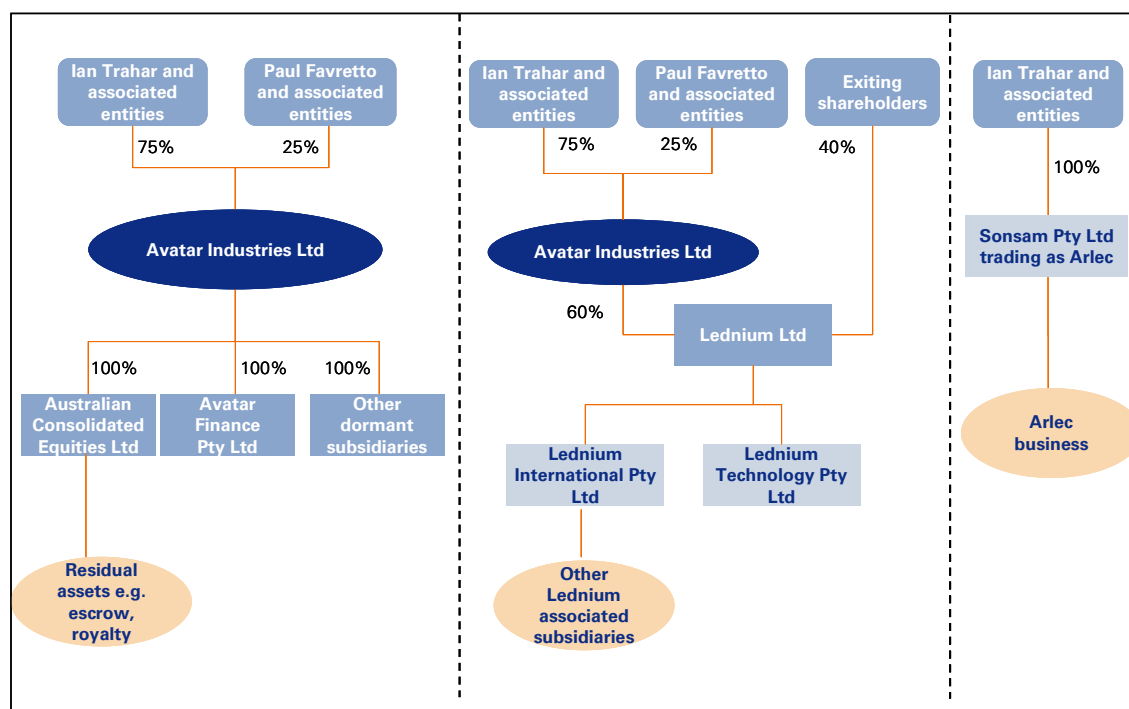 Ian Trahar and
associated
entities
Paul Favretto
and associated
entities
75%
25%
Avatar Industries Ltd
100%
100%
100%
Australian
Consolidated
Equities Ltd
Avatar
Finance
Pty Ltd
Other
dormant
subsidiaries
Residual
assets e.g.
escrow,
royalty
Ian Trahar and
associated
entities
Paul Favretto
and associated
entities
Exiting
shareholders
75%
25%
40%
Avatar Industries Ltd
60%
Lednium Ltd
Lednium
International Pty
Ltd
Lednium
Technology Pty
Ltd
Other
Lednium
associated
subsidiaries
Ian Trahar and
associated
entities
100%
Sonsam Pty Ltd
trading as Arlec
Arlec
business